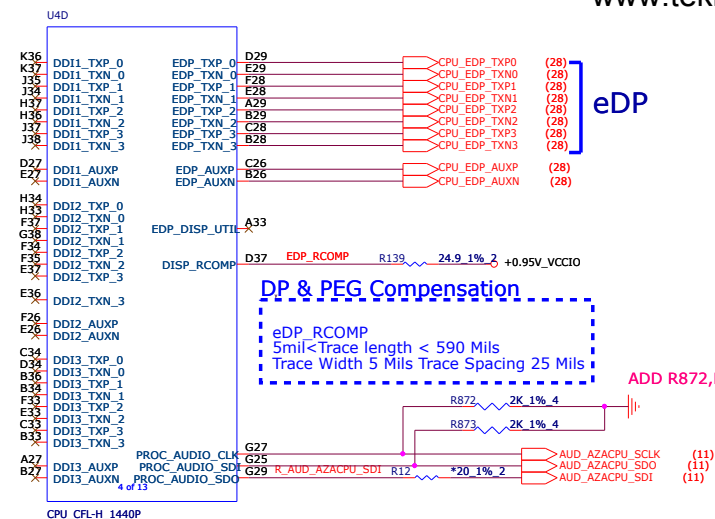 U4D
K36 DDI1_TXP_0 EDP_TXP_0 D29 CPU_EDP_TXP0 (28)
K37 DDI1_TXN_0 EDP_TXN_0 E29 CPU_EDP_TXN0 (28)
J35 DDI1_TXP_1 EDP_TXP_1 F28 CPU_EDP_TXP1 (28)
J34 DDI1_TXN_1 EDP_TXN_1 E28 CPU_EDP_TXN1 (28)
H37 DDI1_TXP_2 EDP_TXP_2 A29 CPU_EDP_TXP2 (28)
H36 DDI1_TXN_2 EDP_TXN_2 B29 CPU_EDP_TXN2 (28)
J37 DDI1_TXP_3 EDP_TXP_3 C28 CPU_EDP_TXP3 (28)
J38 DDI1_TXN_3 EDP_TXN_3 B28 CPU_EDP_TXN3 (28)
eDP
D27 DDI1_AUXP EDP_AUXP C26 CPU_EDP_AUXP (28)
E27 DDI1_AUXN EDP_AUXN B26 CPU_EDP_AUXN (28)
H34 DDI2_TXP_0
H33 DDI2_TXN_0
F37 DDI2_TXP_1 EDP_DISP_UTIL A33
G38 DDI2_TXN_1
F34 DDI2_TXP_2
F35 DDI2_TXN_2 DISP_RCOMP D37 EDP_RCOMP R139 24.9_1%_2 +0.95V_VCCIO
E37 DDI2_TXP_3
E36 DDI2_TXN_3
DP & PEG Compensation
F26 DDI2_AUXP
E26 DDI2_AUXN
eDP_RCOMP
5mil<Trace length < 590 Mils
Trace Width 5 Mils Trace Spacing 25 Mils
C34 DDI3_TXP_0
D34 DDI3_TXN_0
B36 DDI3_TXP_1
B34 DDI3_TXN_1
F33 DDI3_TXP_2
E33 DDI3_TXN_2
C33 DDI3_TXP_3
B33 DDI3_TXN_3
ADD R872,
R872 2K_1%_4
R873 2K_1%_4
PROC_AUDIO_CLK G27 AUD_AZACPU_SCLK (11)
A27 DDI3_AUXP PROC_AUDIO_SDI G25 AUD_AZACPU_SDO (11)
B27 DDI3_AUXN PROC_AUDIO_SDO G29 R_AUD_AZACPU_SDI R12 *20_1%_2 AUD_AZACPU_SDI (11)
4 of 13
CPU_CFL-H_1440P